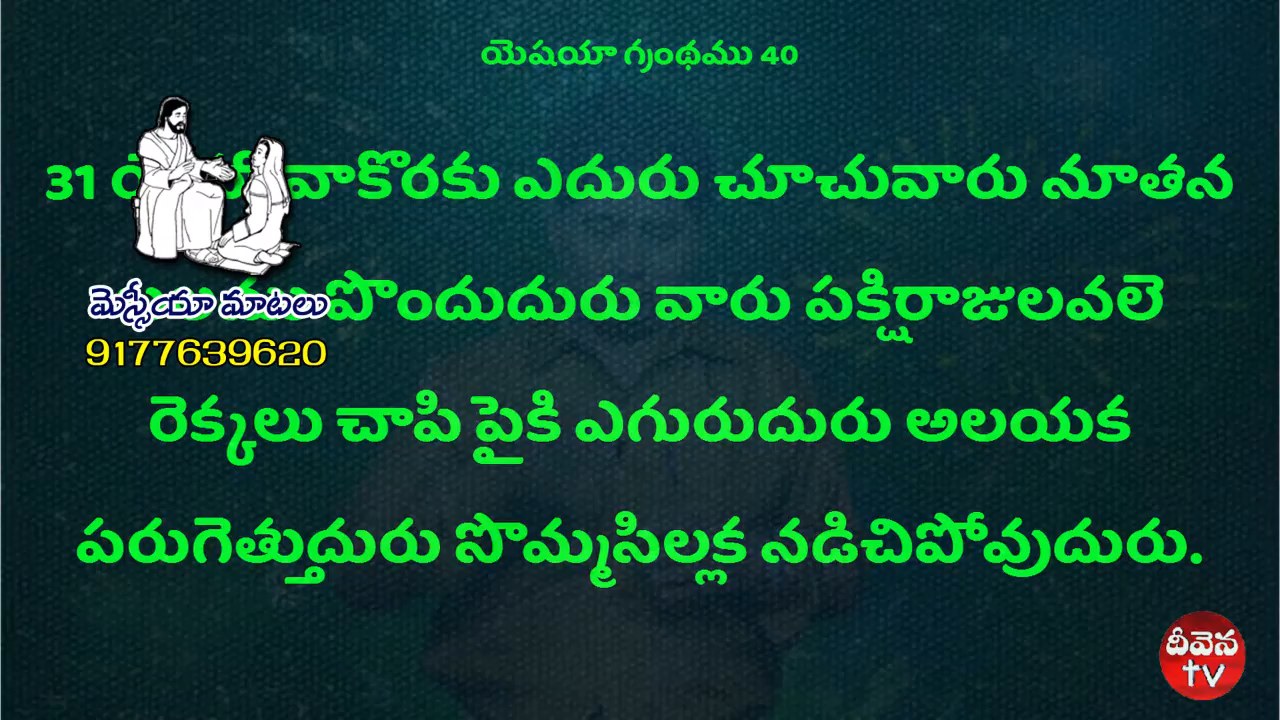 యెషయా గ్రంథము 40
31 వాకొరకు ఎదురు చూచువారు నూతన
పొందుదురు వారు పక్షిరాజులవలె
రెక్కలు చాపి పైకి ఎగురుదురు అలయక
పరుగెత్తుదురు సొమ్మసిల్లక నడిచిపోవుదురు.
మెస్సీయా మాటలు
9177639620
దీవెన
tv